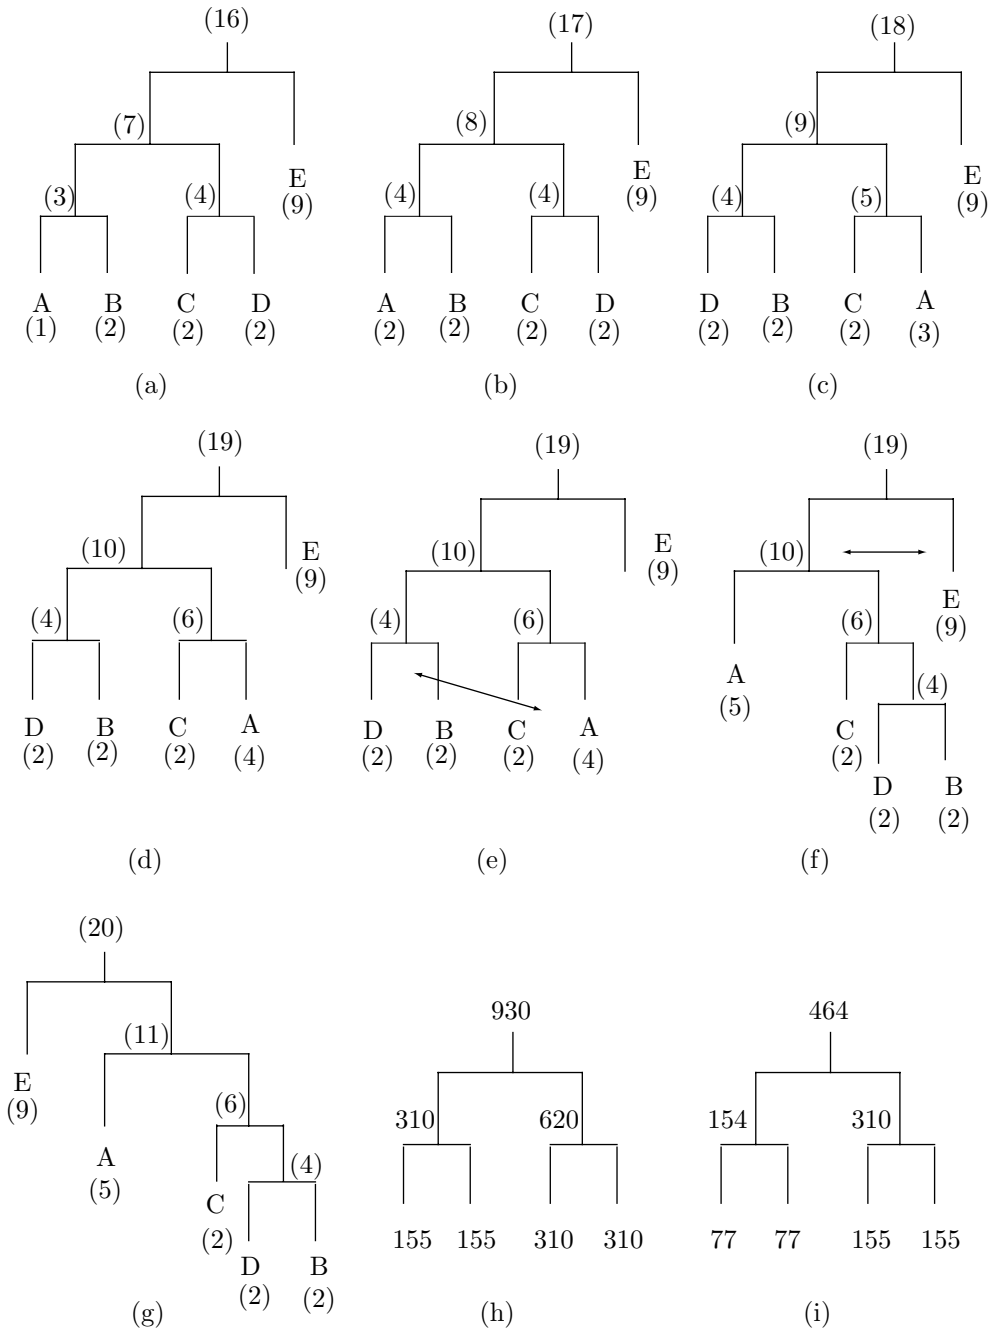 (16) (17) (18)
(7) (8) (9)
E E E
(3) (4) (9) (4) (4) (9) (4) (5) (9)
A B C D A B C D D B C A
(1) (2) (2) (2) (2) (2) (2) (2) (2) (2) (2) (3)
(a) (b) (c)
(19) (19) (19)
(10) E (10) E (10)
(9) (9) E
(4) (6) (4) (6) (6) (9)
A (4)
(5)
D B C A D B C A C
(2) (2) (2) (4) (2) (2) (2) (4) (2)
D B
(2) (2)
(d) (e) (f)
(20)
930 464
(11)
E
(9)
(6) 310 620 154 310
A (4)
(5)
C
(2) 155 155 310 310 77 77 155 155
D B
(2) (2)
(g) (h) (i)